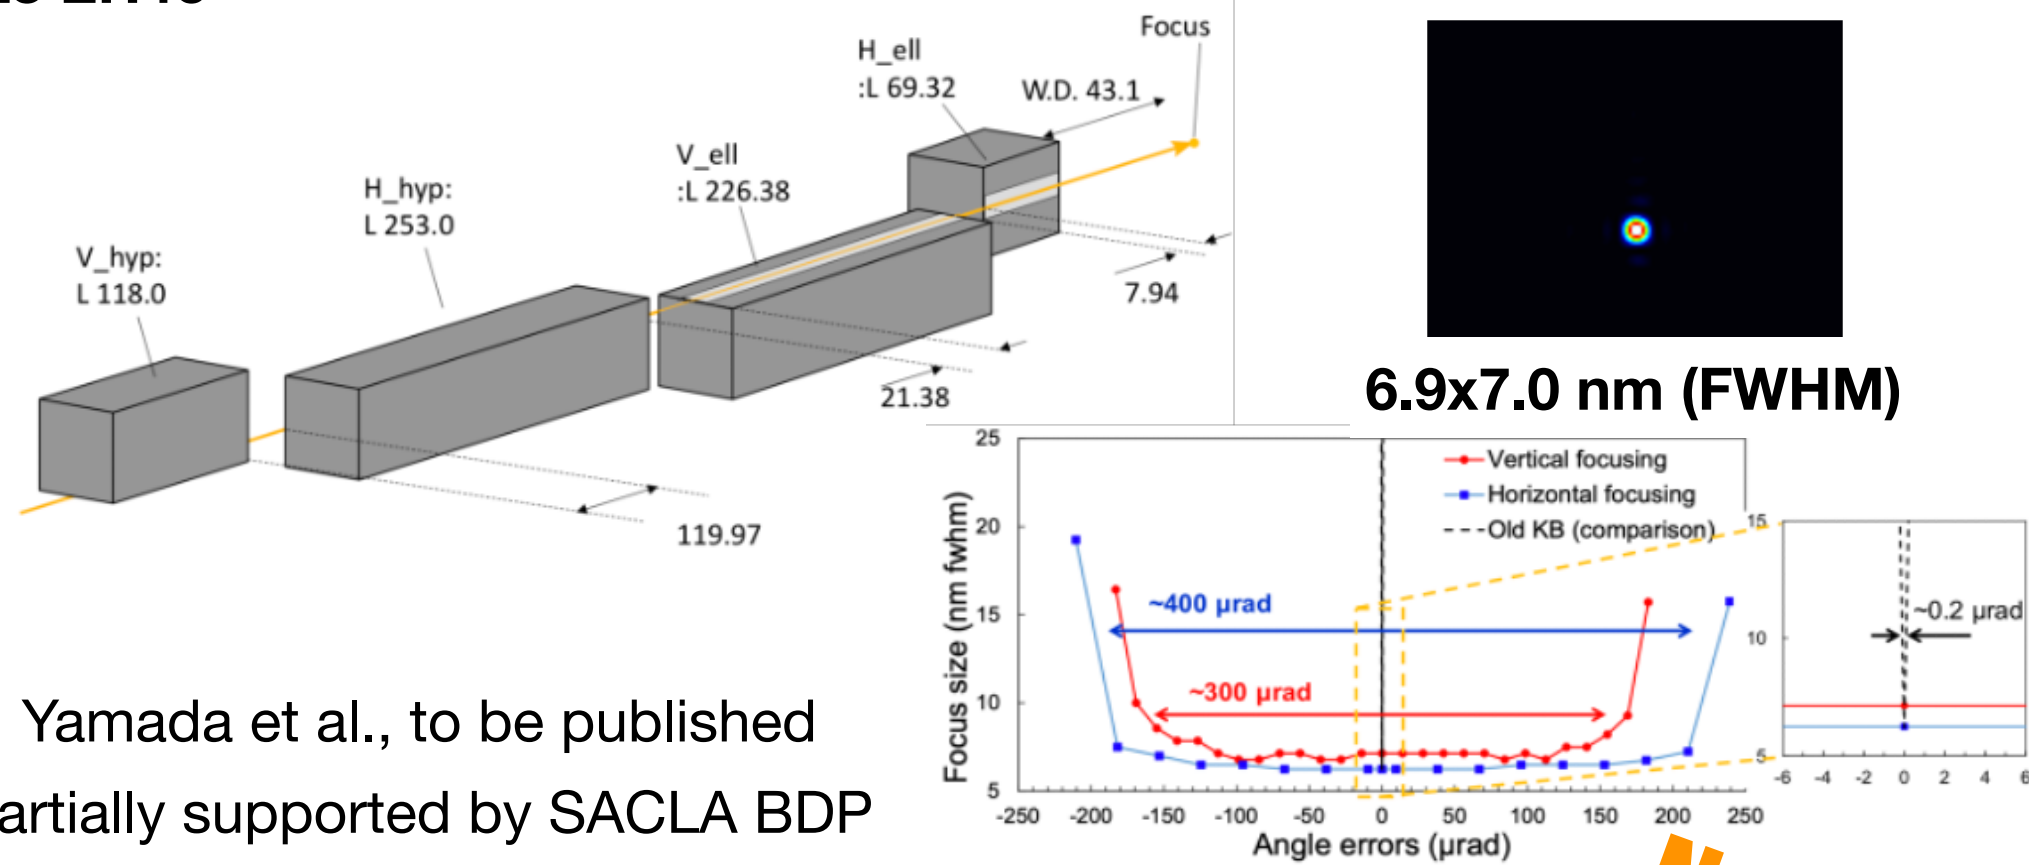 Focus
H_ell
:L 69.32
W.D. 43.1
V_ell
:L 226.38
H_hyp:
L 253.0
V_hyp:
L 118.0
7.94
21.38
119.97
6.9x7.0 nm (FWHM)
25
20
15
10
5
Focus size (nm fwhm)
Vertical focusing
Horizontal focusing
Old KB (comparison)
~400 μrad
~300 μrad
-250 -200 -150 -100 -50 0 50 100 150 200 250
Angle errors (μrad)
15
10
5
~0.2 μrad
-6 -4 -2 0 2 4 6
Yamada et al., to be published
artially supported by SACLA BDP